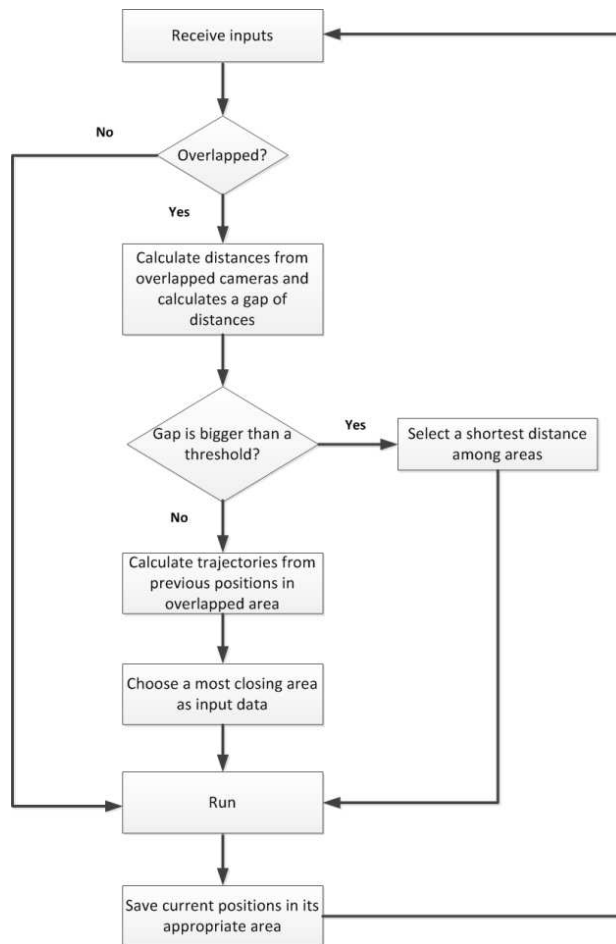 Receive inputs
No
Overlapped?
Yes
Calculate distances from
overlapped cameras and
calculates a gap of
distances
Gap is bigger than a
threshold?
Yes
Select a shortest distance
among areas
No
Calculate trajectories from
previous positions in
overlapped area
Choose a most closing area
as input data
Run
Save current positions in its
appropriate area